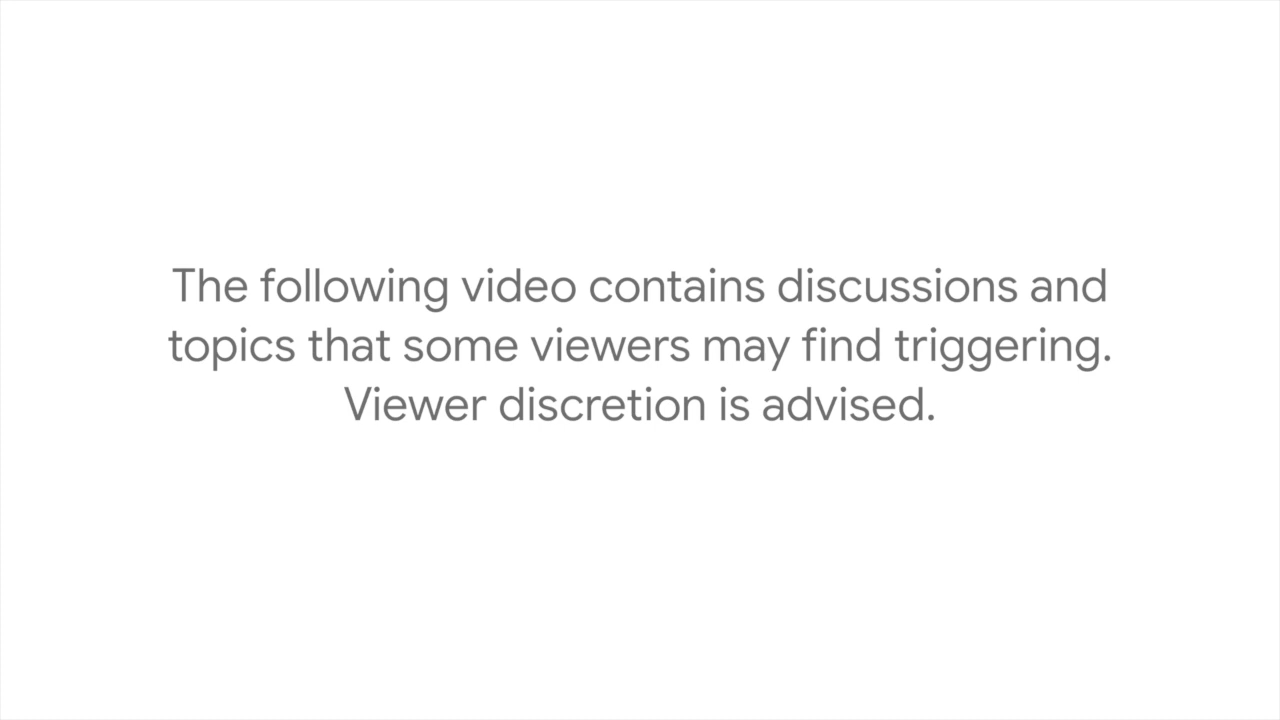 The following video contains discussions and
topics that some viewers may find triggering.
Viewer discretion is advised.